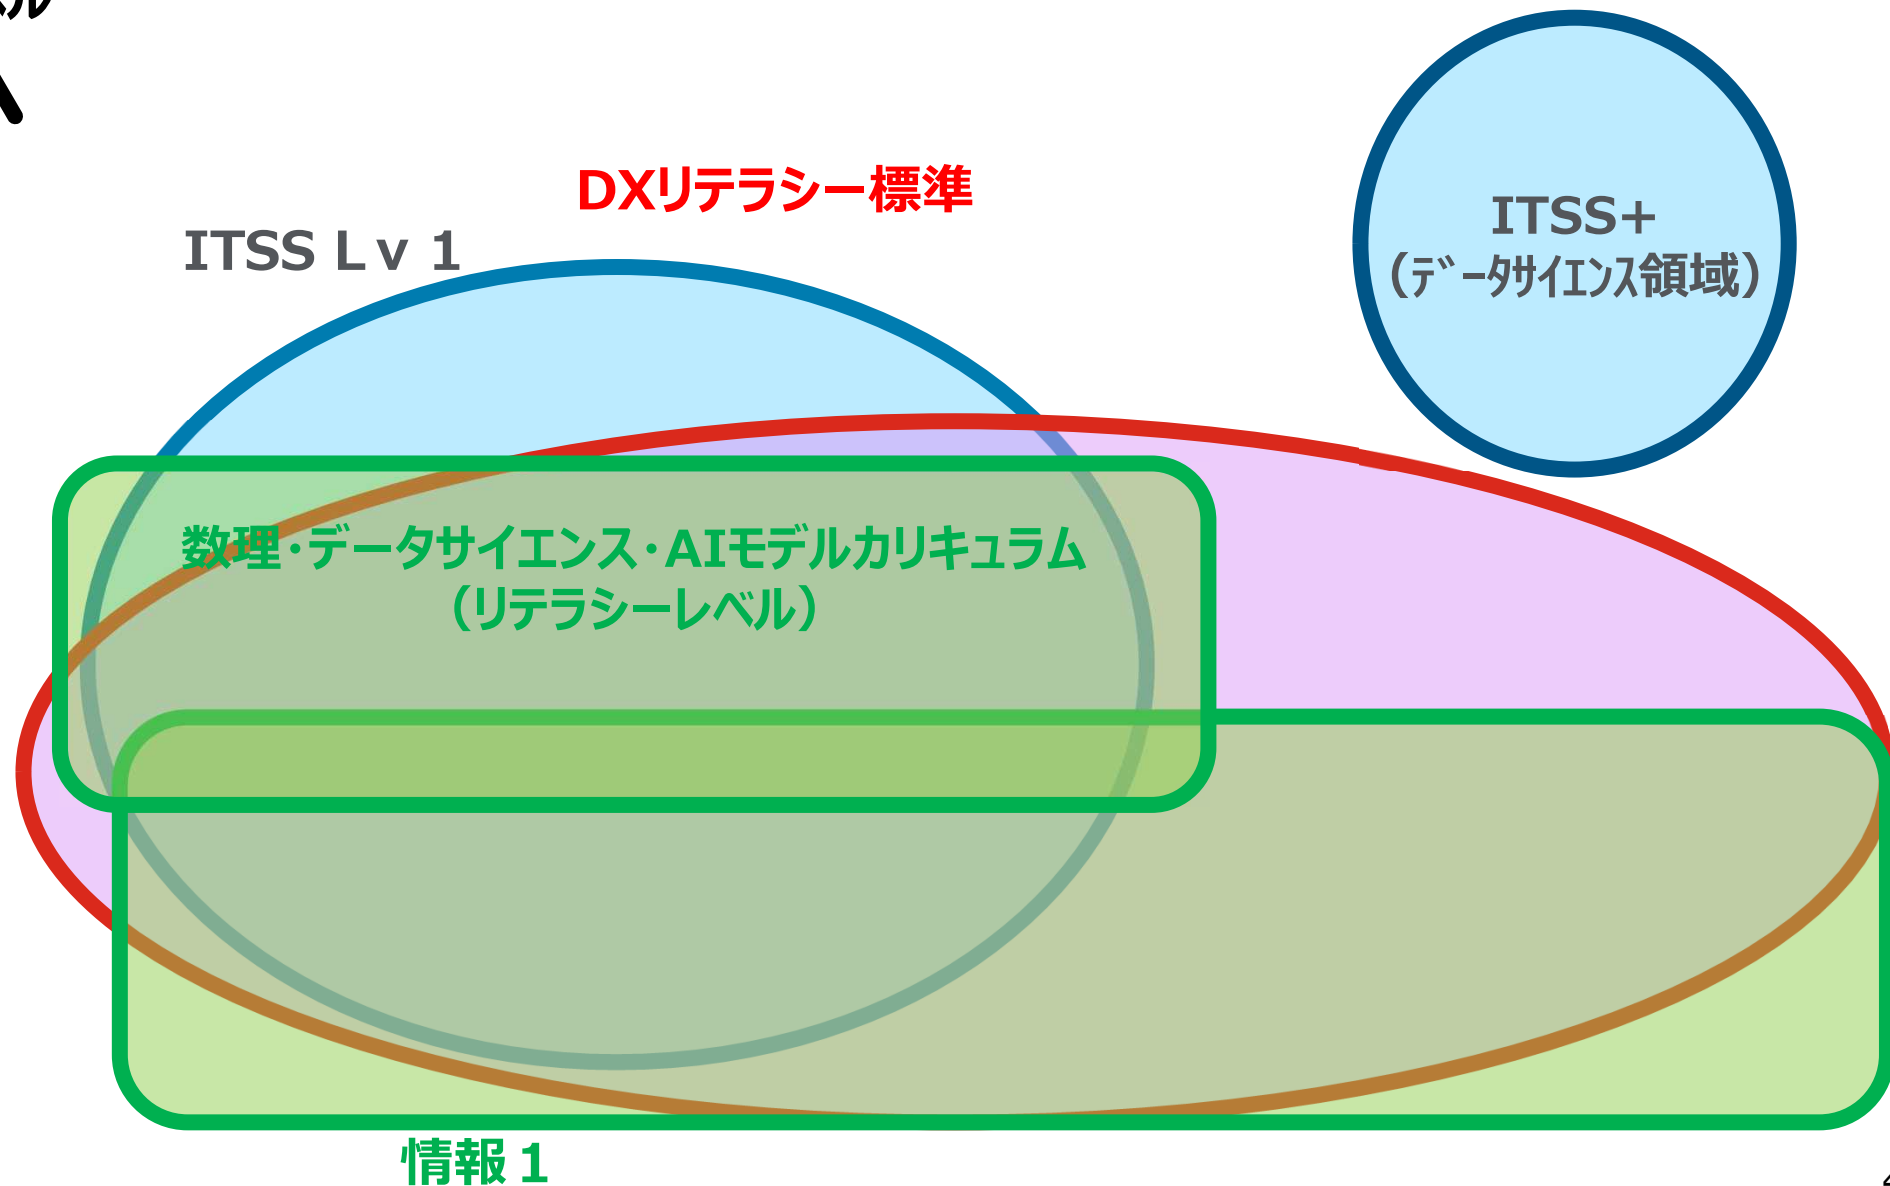 DXリテラシー標準
ITSS Lv 1
ITSS+
（ﾃﾞｰﾀｻｲｴﾝｽ領域）
数理・データサイエンス・AIモデルカリキュラム
（リテラシーレベル）
情報１